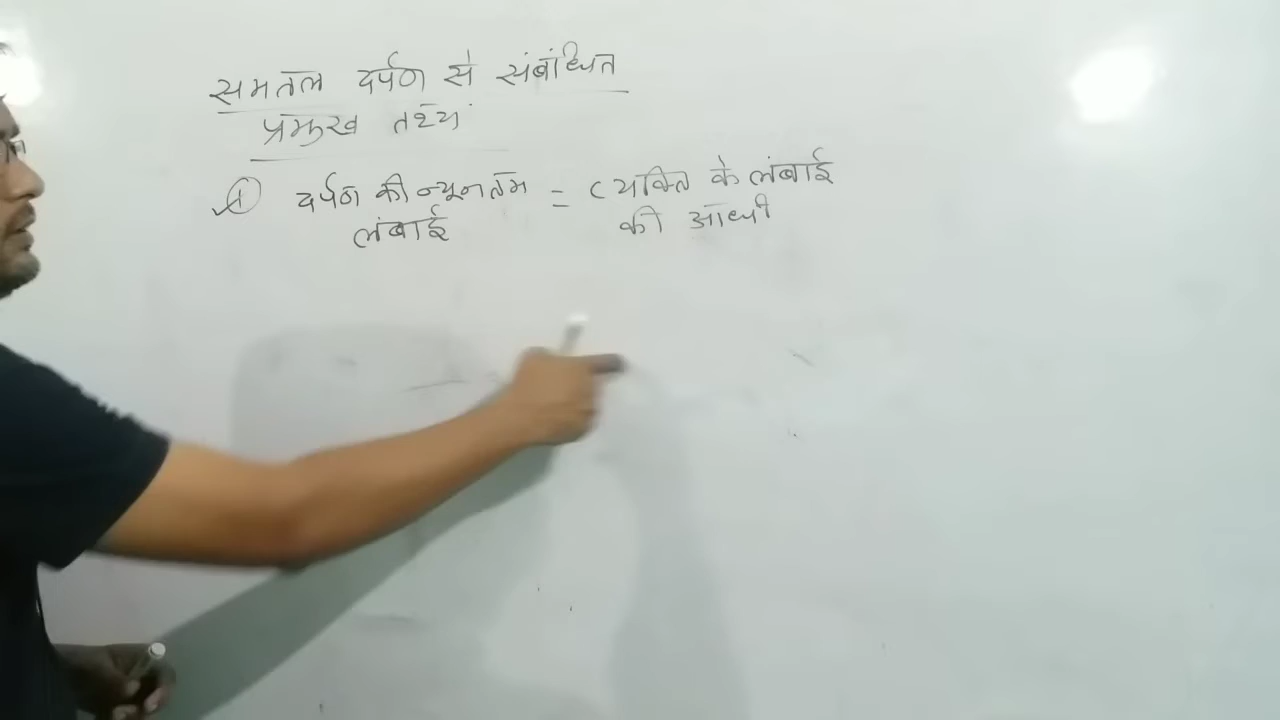 समतल दर्पण से संबंधित
प्रमुख तथ्य
① दर्पण की न्यूनतम = व्यक्ति के लंबाई
लंबाई की आधी